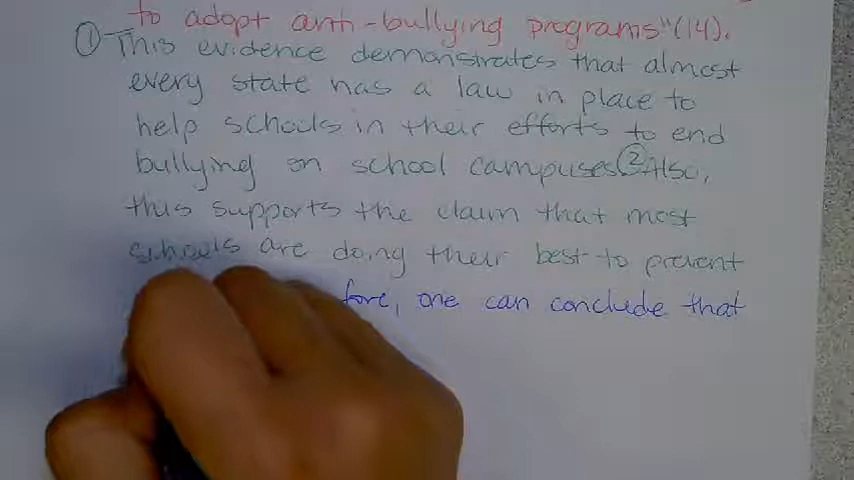 to adopt anti-bullying programs"(14).
① This evidence demonstrates that almost
every state has a law in place to
help schools in their efforts to end
bullying on school campuses. ② Also,
this supports the claim that most
schools are doing their best to prevent
fore, one can conclude that